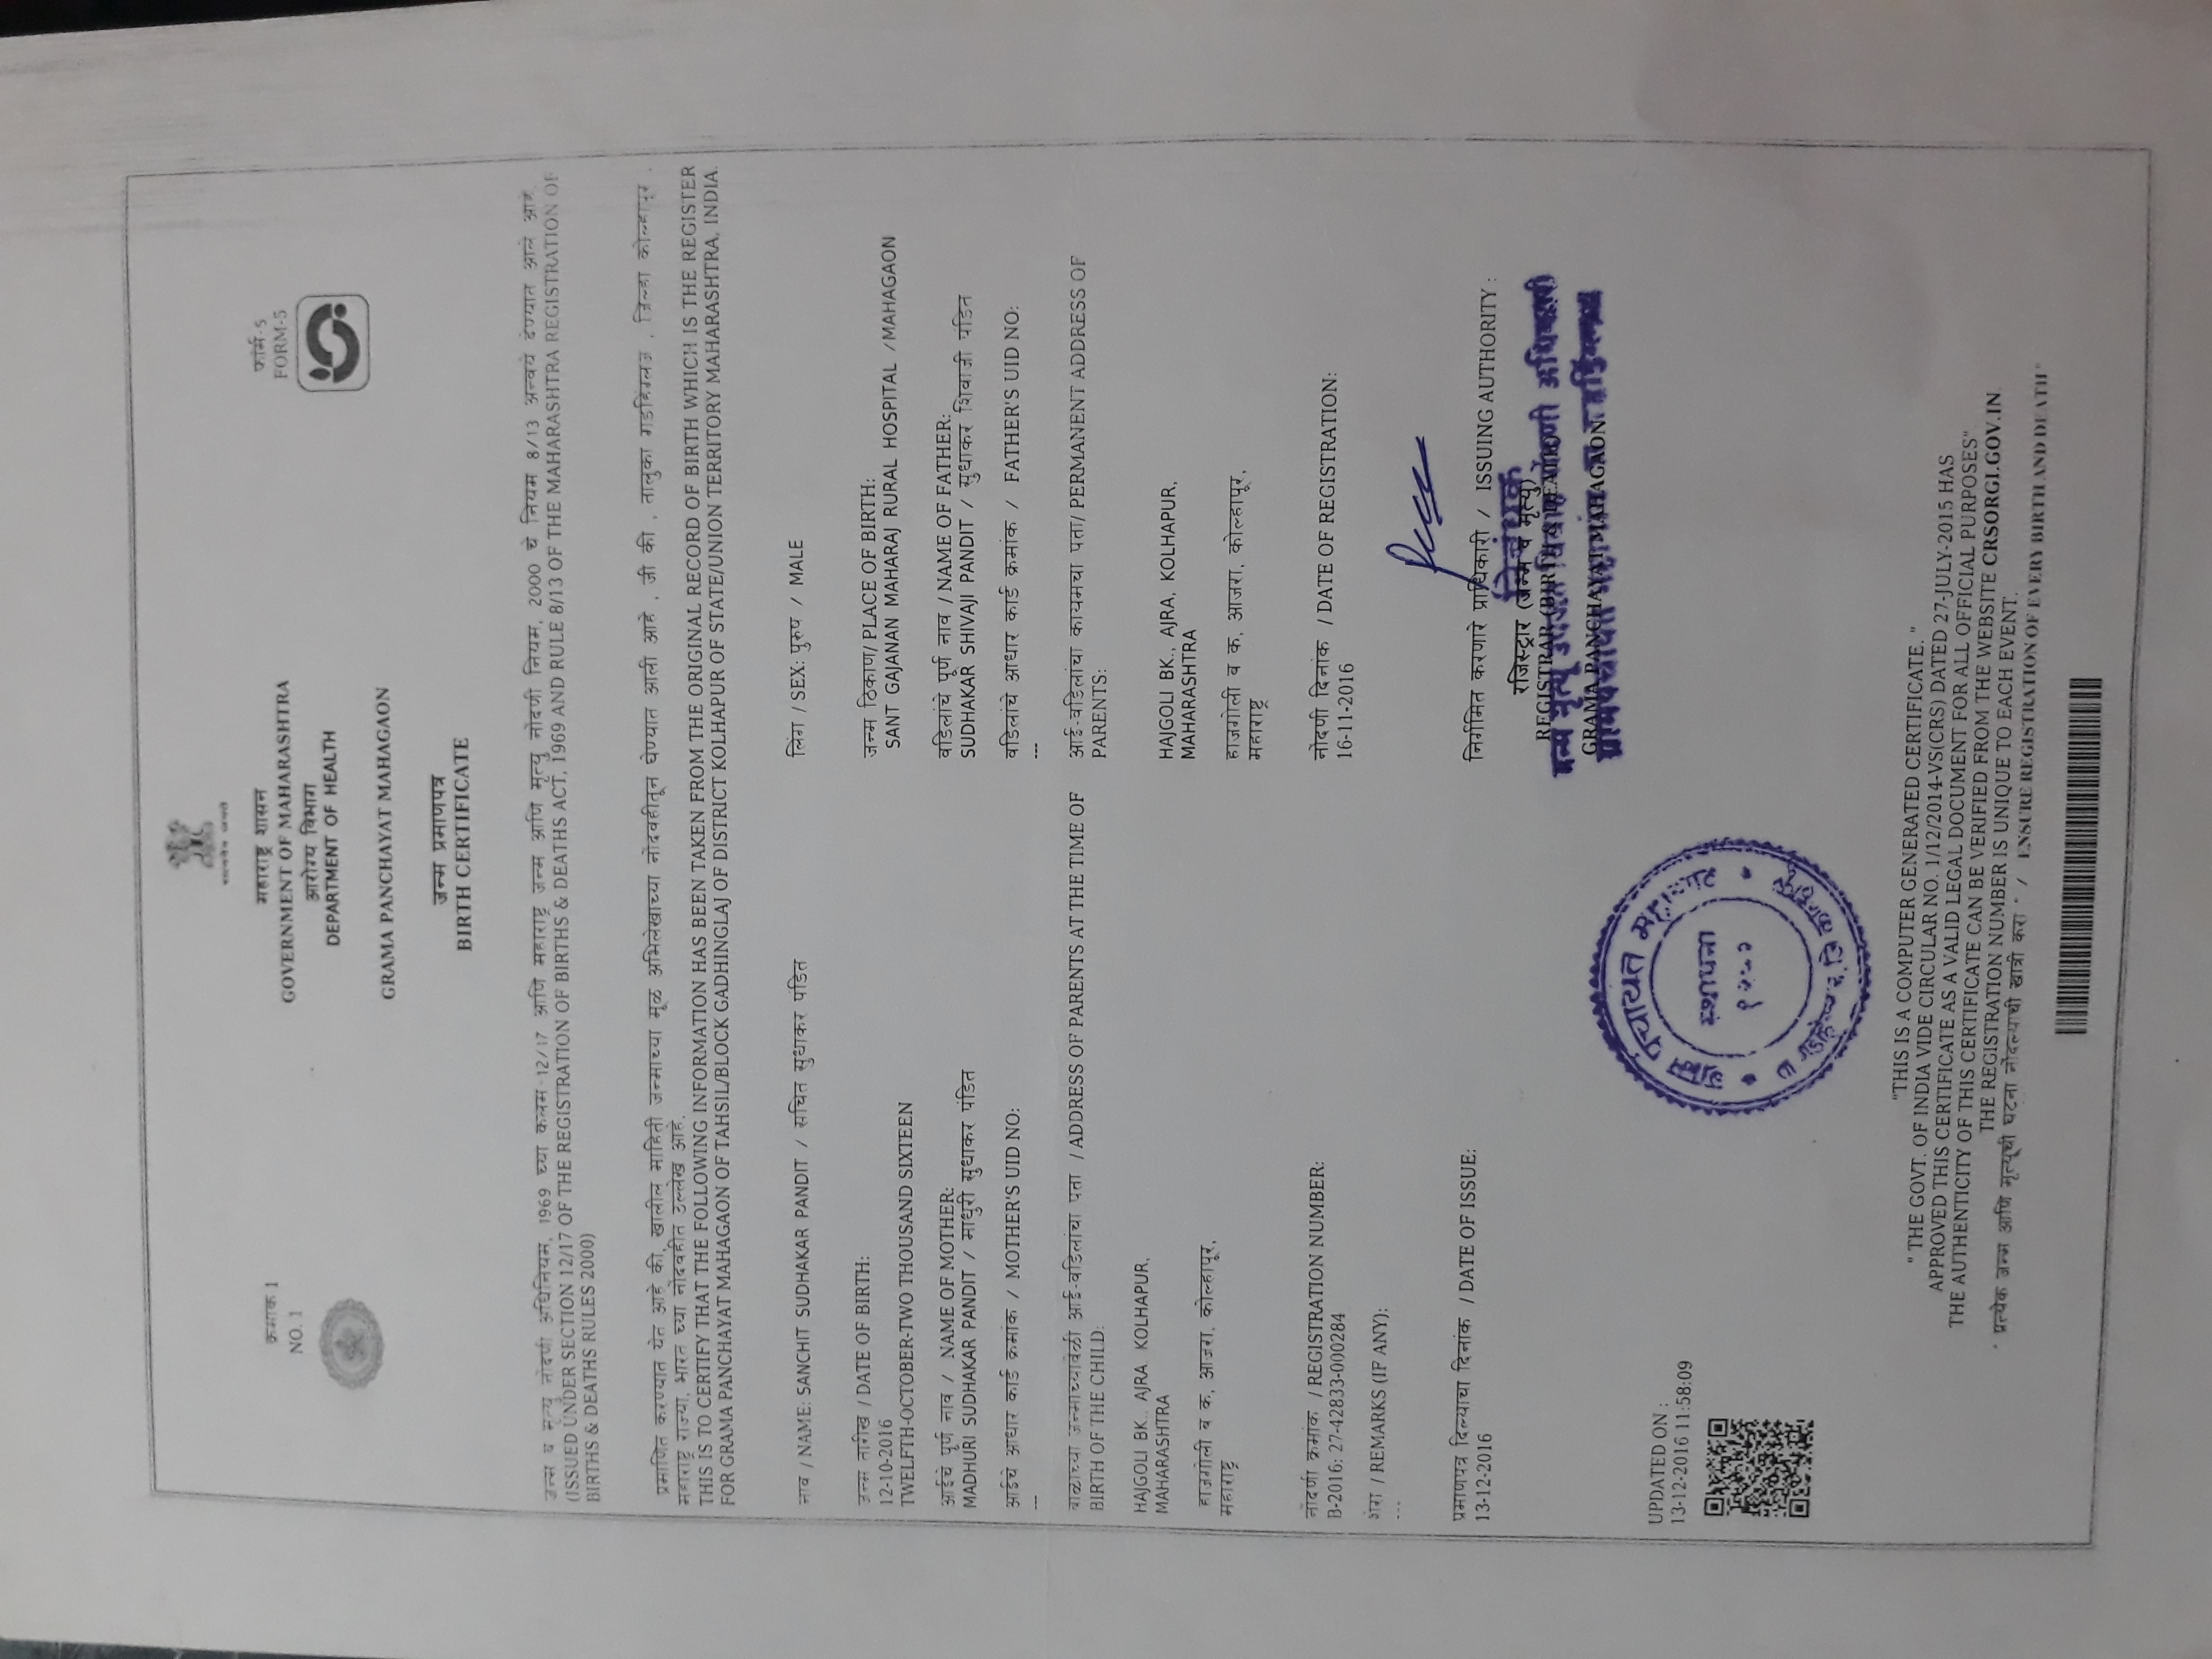 सत्यमेव जयते
क्रमांक 1
NO. 1
महाराष्ट्र शासन
GOVERNMENT OF MAHARASHTRA
आरोग्य विभाग
DEPARTMENT OF HEALTH
फॉर्म-5
FORM-5
GRAMA PANCHAYAT MAHAGAON
जन्म प्रमाणपत्र
BIRTH CERTIFICATE
जन्म व मृत्यु नोंदणी अधिनियम, 1969 च्या कलम 12/17 आणि महाराष्ट्र जन्म आणि मृत्यु नोंदणी नियम, 2000 चे नियम 8/13 अन्वये देण्यात आले आहे.
(ISSUED UNDER SECTION 12/17 OF THE REGISTRATION OF BIRTHS & DEATHS ACT, 1969 AND RULE 8/13 OF THE MAHARASHTRA REGISTRATION OF
BIRTHS & DEATHS RULES 2000)
प्रमाणित करण्यात येत आहे की, खालील माहिती जन्माच्या मूळ अभिलेखाच्या नोंदवहीतून घेण्यात आली आहे , जी की , तालुका गडहिंग्लज , जिल्हा कोल्हापूर ,
महाराष्ट्र राज्या, भारत च्या नोंदवहीत उल्लेख आहे.
THIS IS TO CERTIFY THAT THE FOLLOWING INFORMATION HAS BEEN TAKEN FROM THE ORIGINAL RECORD OF BIRTH WHICH IS THE REGISTER
FOR GRAMA PANCHAYAT MAHAGAON OF TAHSIL/BLOCK GADHINGLAJ OF DISTRICT KOLHAPUR OF STATE/UNION TERRITORY MAHARASHTRA, INDIA.
नाव / NAME: SANCHIT SUDHAKAR PANDIT / सचित सुधाकर पंडित
लिंग / SEX: पुरुष / MALE
जन्म तारीख / DATE OF BIRTH:
12-10-2016
TWELFTH-OCTOBER-TWO THOUSAND SIXTEEN
जन्म ठिकाण/ PLACE OF BIRTH:
SANT GAJANAN MAHARAJ RURAL HOSPITAL /MAHAGAON
आईचे पूर्ण नाव / NAME OF MOTHER:
MADHURI SUDHAKAR PANDIT / माधुरी सुधाकर पंडित
वडिलांचे पूर्ण नाव / NAME OF FATHER:
SUDHAKAR SHIVAJI PANDIT / सुधाकर शिवाजी पंडित
आईचे आधार कार्ड क्रमांक / MOTHER'S UID NO:
---
वडिलांचे आधार कार्ड क्रमांक / FATHER'S UID NO:
---
बाळाच्या जन्माच्यावेळी आई-वडिलांचा पता / ADDRESS OF PARENTS AT THE TIME OF
BIRTH OF THE CHILD:
HAJGOLI BK., AJRA, KOLHAPUR,
MAHARASHTRA
हाजगोली ब क, आजरा, कोल्हापूर,
महाराष्ट्र
आई-वडिलांचा कायमचा पता/ PERMANENT ADDRESS OF
PARENTS:
HAJGOLI BK., AJRA, KOLHAPUR,
MAHARASHTRA
हाजगोली ब क, आजरा, कोल्हापूर,
महाराष्ट्र
नोंदणी क्रमांक / REGISTRATION NUMBER:
B-2016: 27-42833-000284
नोंदणी दिनांक / DATE OF REGISTRATION:
16-11-2016
शेरा / REMARKS (IF ANY):
---
प्रमाणपत्र दिल्याचा दिनांक / DATE OF ISSUE:
13-12-2016
निर्गमित करणारे प्राधिकारी / ISSUING AUTHORITY :
निबंधक
रजिस्ट्रार (जन्म व मृत्यु)
REGISTRAR (BIRTH & DEATH)
जन्म मृत्यू उपजत विवाह नोंदणी अधिकारी
GRAMA PANCHAYAT MAHAGAON
ग्रामपंचायत
UPDATED ON :
13-12-2016 11:58:09
ग्राम पंचायत महागांव
स्थापना
"THIS IS A COMPUTER GENERATED CERTIFICATE. "
" THE GOVT. OF INDIA VIDE CIRCULAR NO. 1/12/2014-VS(CRS) DATED 27-JULY-2015 HAS
APPROVED THIS CERTIFICATE AS A VALID LEGAL DOCUMENT FOR ALL OFFICIAL PURPOSES"
THE AUTHENTICITY OF THIS CERTIFICATE CAN BE VERIFIED FROM THE WEBSITE CRSORGI.GOV.IN.
THE REGISTRATION NUMBER IS UNIQUE TO EACH EVENT.
" प्रत्येक जन्म आणि मृत्यूची घटना नोंदल्याची खात्री करा " / ENSURE REGISTRATION OF EVERY BIRTH AND DEATH "